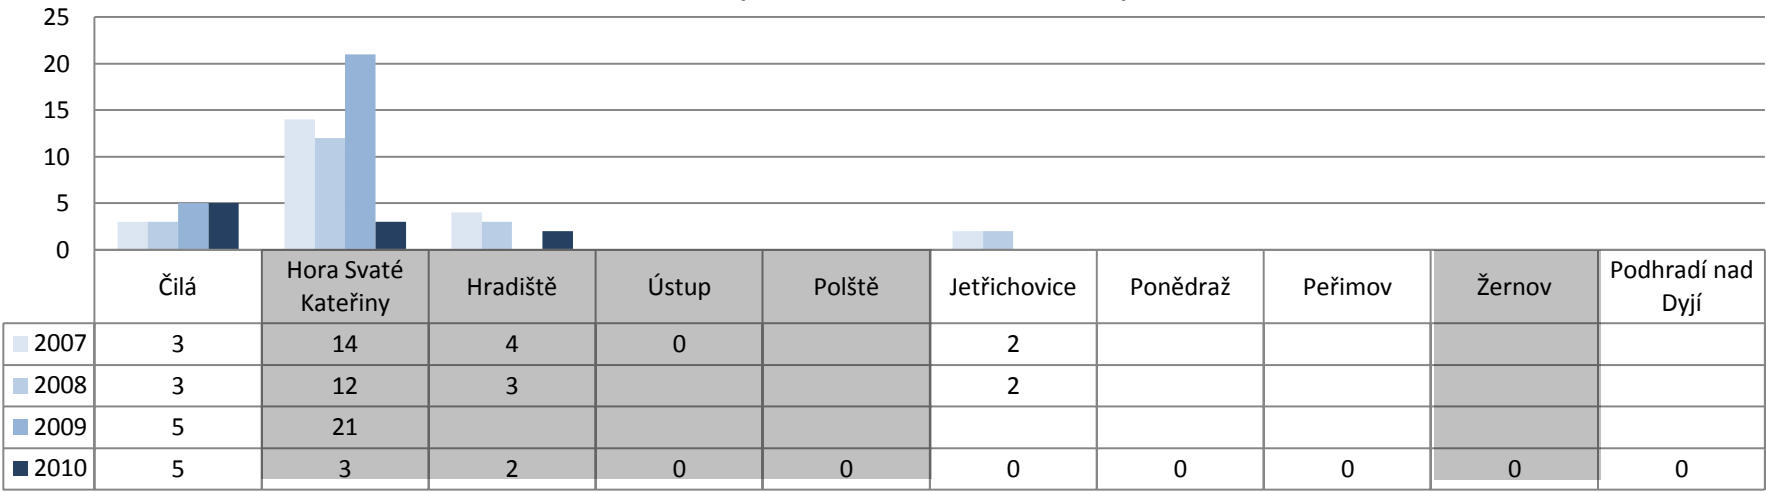 25
20
15
10
5
0
Čilá Hora Svaté Kateřiny Hradiště Ústup Polště Jetřichovice Ponědraž Peřimov Žernov Podhradí nad Dyjí
2007 3 14 4 0 2
2008 3 12 3 2
2009 5 21
2010 5 3 2 0 0 0 0 0 0 0